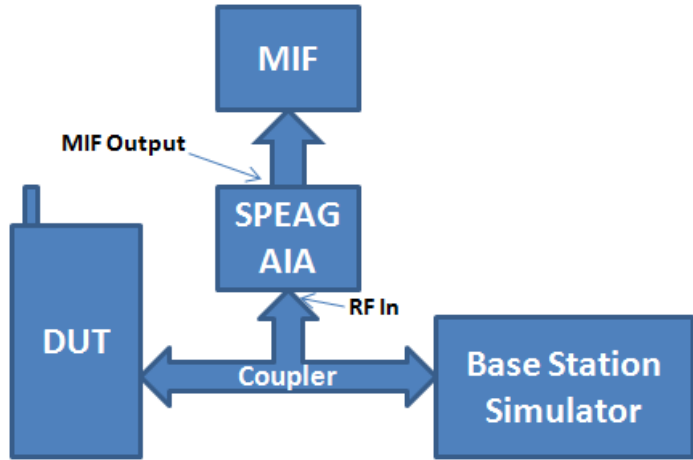 MIF
MIF Output
SPEAG
AIA
RF In
DUT
Coupler
Base Station
Simulator